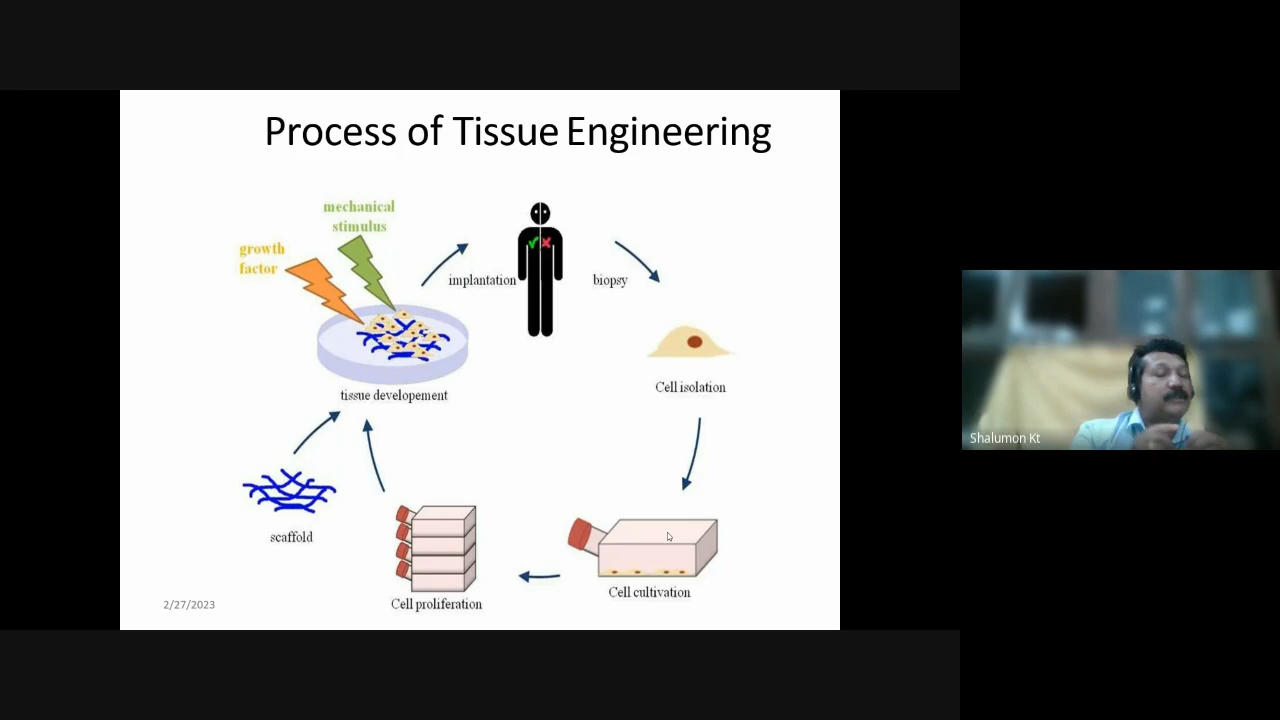 Process of Tissue Engineering
mechanical
stimulus
growth
factor
implantation
biopsy
Cell isolation
tissue developement
scaffold
Cell proliferation
Cell cultivation
2/27/2023
Shalumon Kt